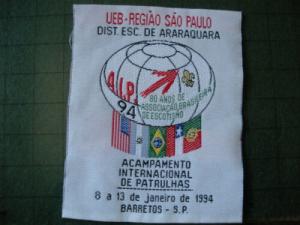 UEB-REGIÃO SÃO PAULO
DIST. ESC. DE ARARAQUARA
A.I.P.
94
80 ANOS DE
ASSOCIAÇÃO BRASILEIRA
DE ESCOTISMO
ACAMPAMENTO
INTERNACIONAL
DE PATRULHAS
8 a 13 de janeiro de 1994
BARRETOS - S.P.